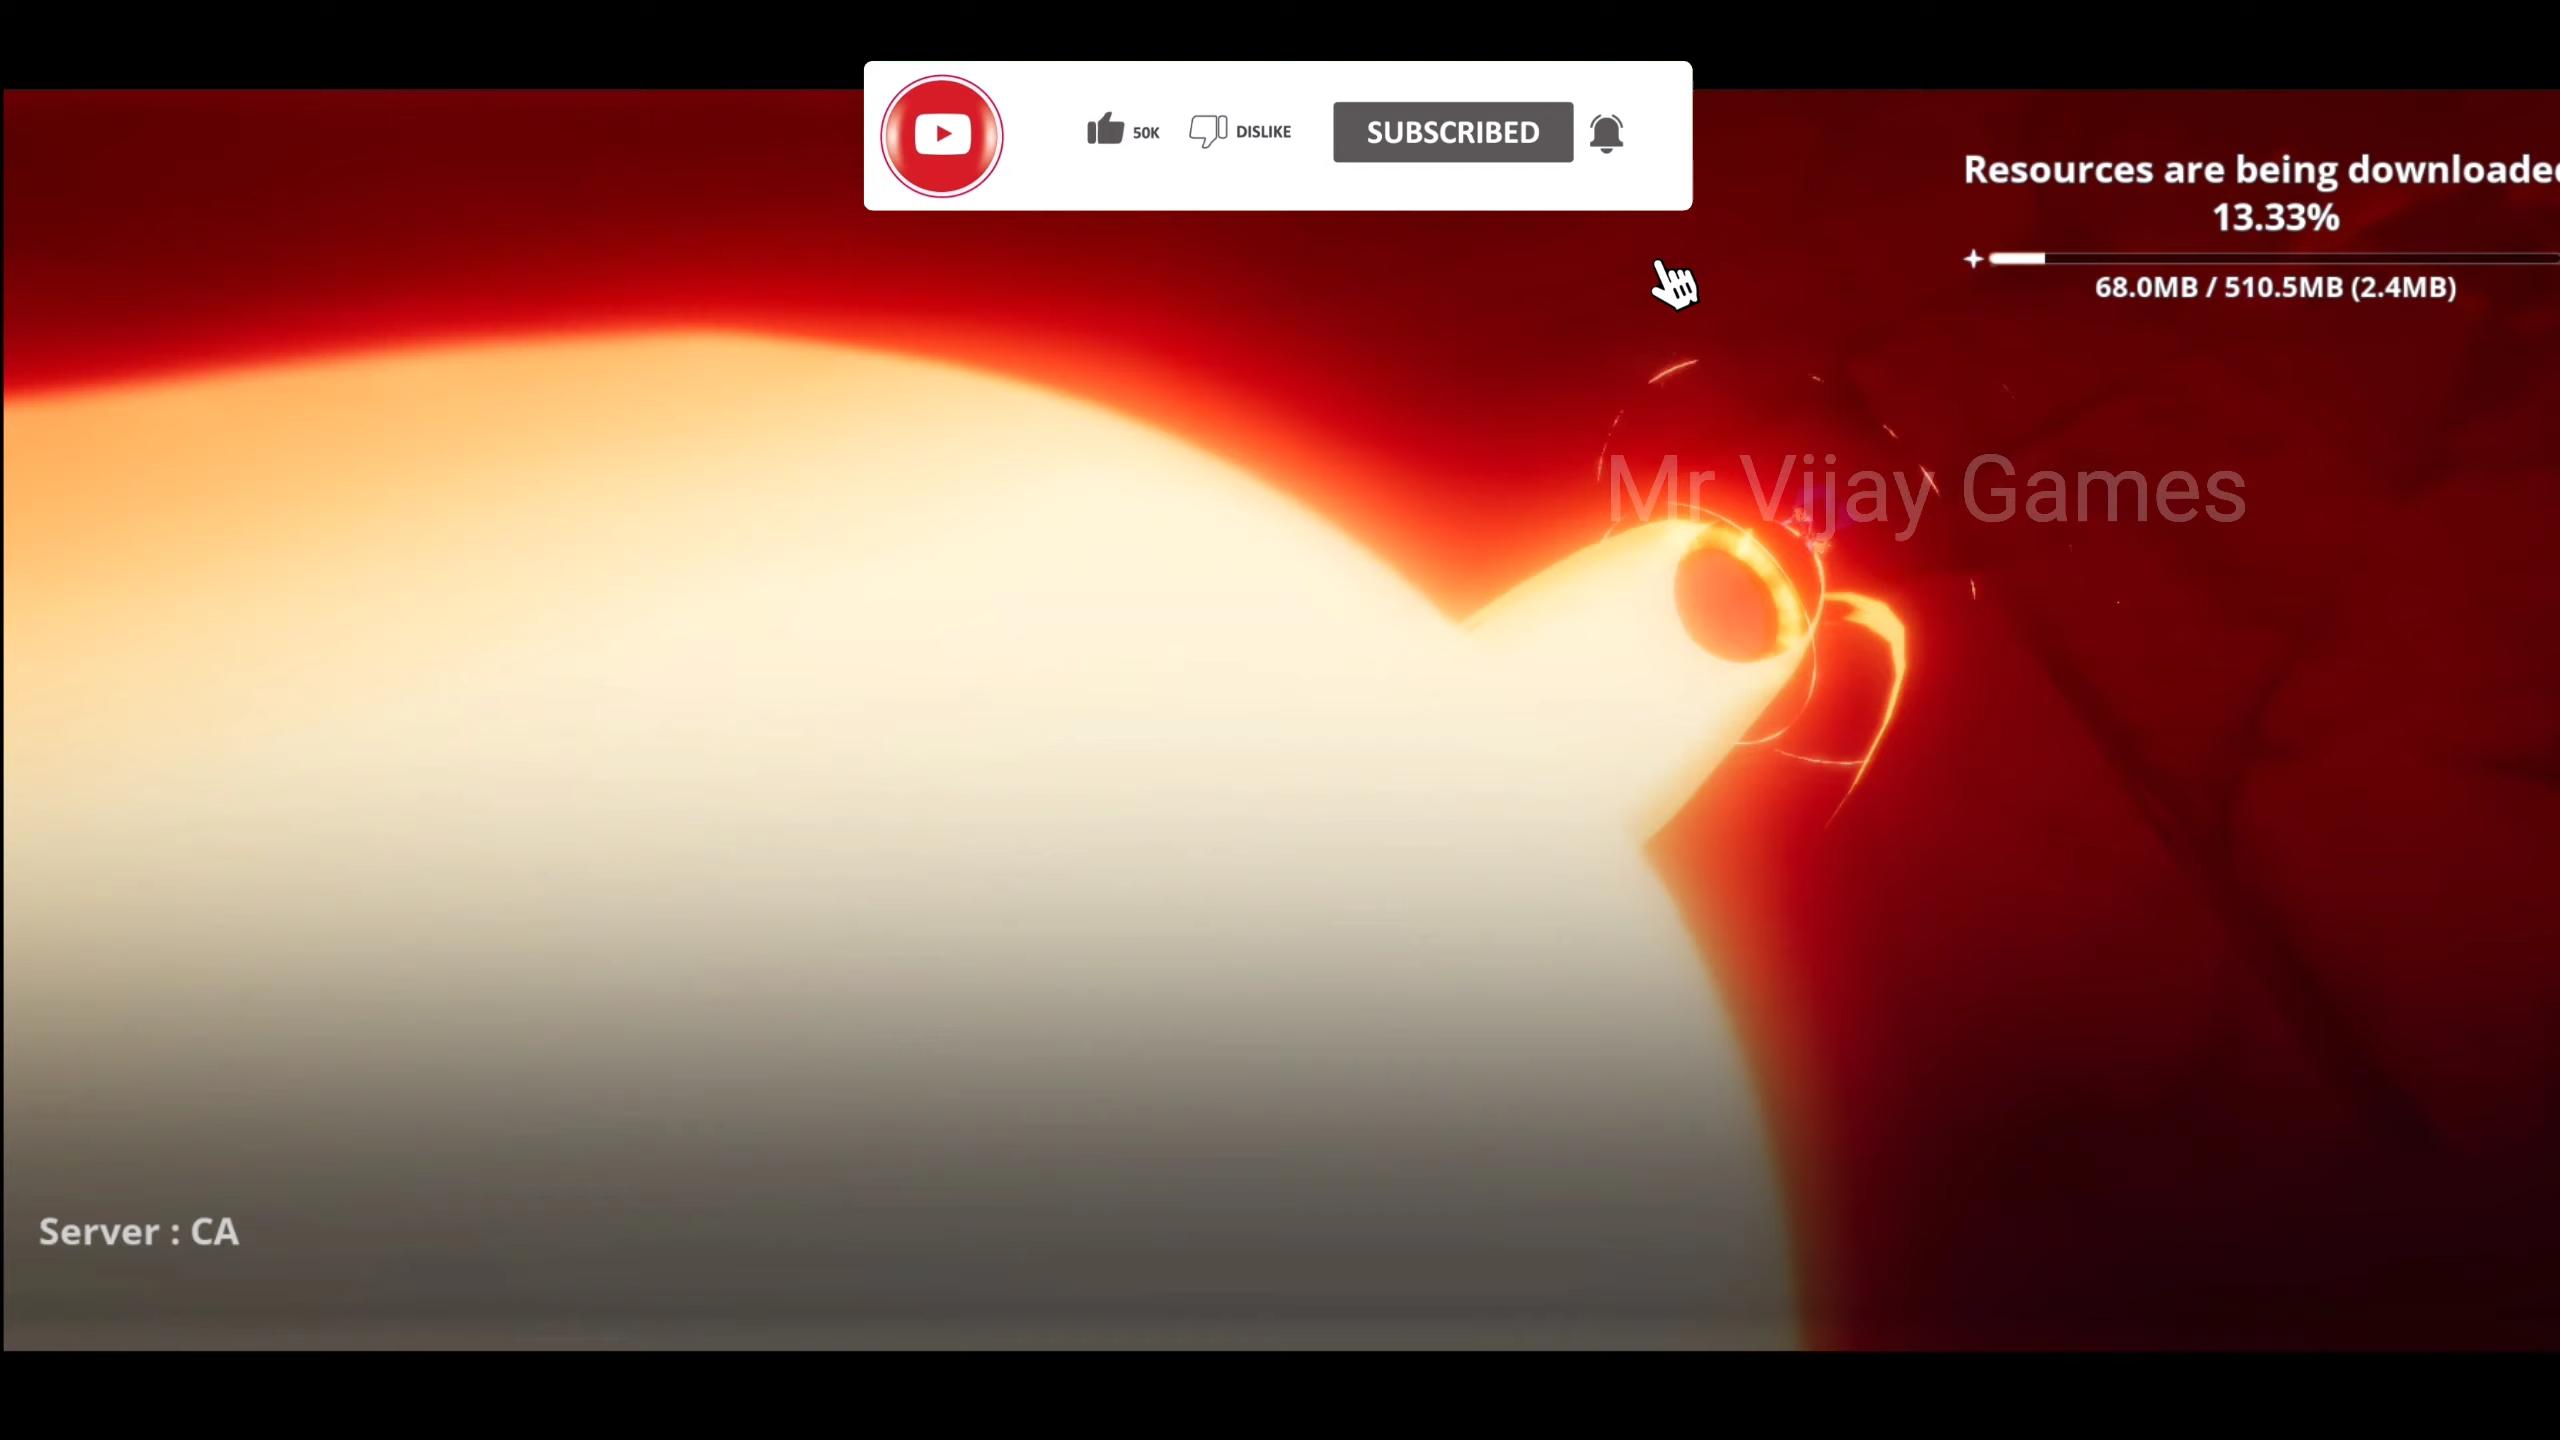 50K DISLIKE SUBSCRIBED
Resources are being downloaded
13.33%
68.0MB / 510.5MB (2.4MB)
Mr Vijay Games
Server : CA